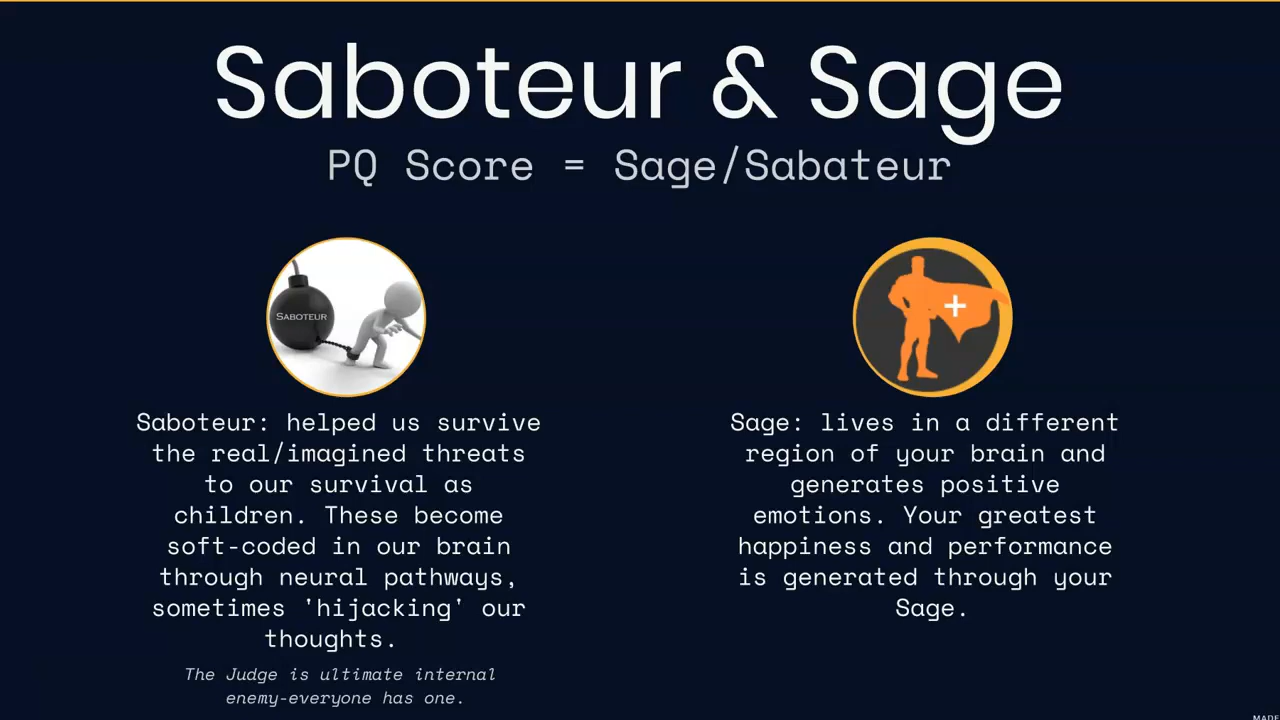 Saboteur & Sage
PQ Score = Sage/Sabateur
SABOTEUR
+
Saboteur: helped us survive
the real/imagined threats
to our survival as
children. These become
soft-coded in our brain
through neural pathways,
sometimes 'hijacking' our
thoughts.
The Judge is ultimate internal
enemy-everyone has one.
Sage: lives in a different
region of your brain and
generates positive
emotions. Your greatest
happiness and performance
is generated through your
Sage.